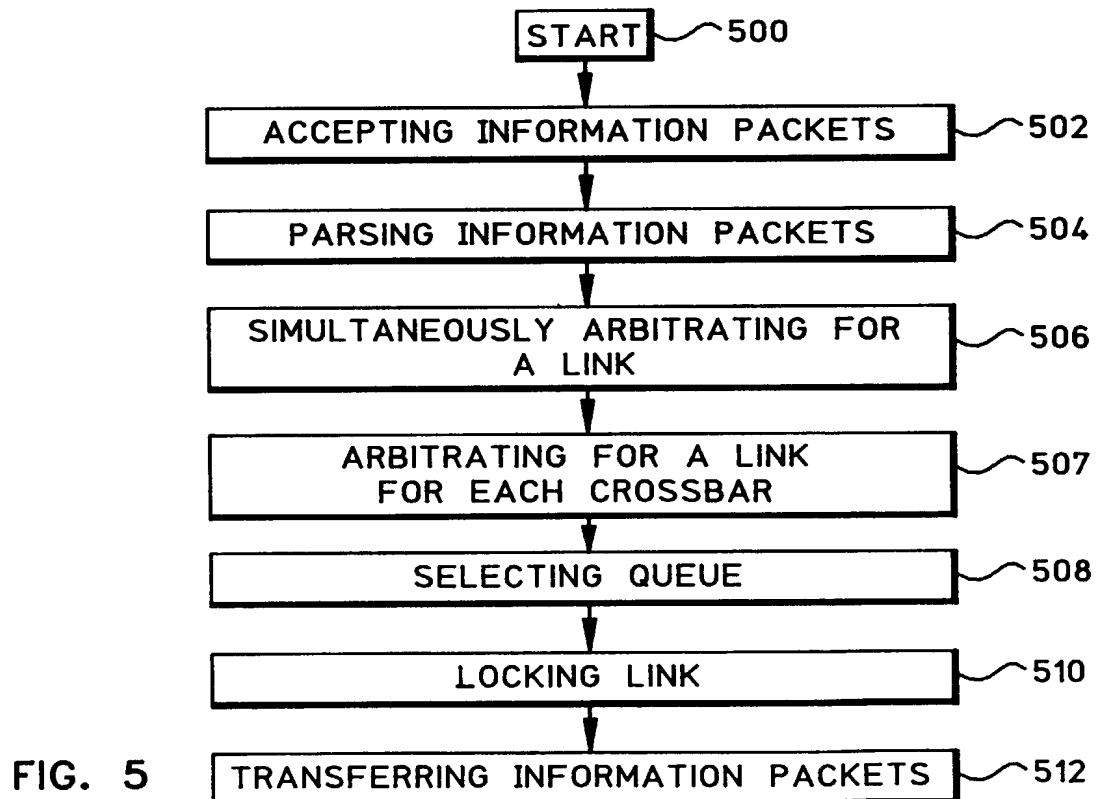 START
500
ACCEPTING INFORMATION PACKETS
502
PARSING INFORMATION PACKETS
504
SIMULTANEOUSLY ARBITRATING FOR
A LINK
506
ARBITRATING FOR A LINK
FOR EACH CROSSBAR
507
SELECTING QUEUE
508
LOCKING LINK
510
TRANSFERRING INFORMATION PACKETS
512
FIG. 5